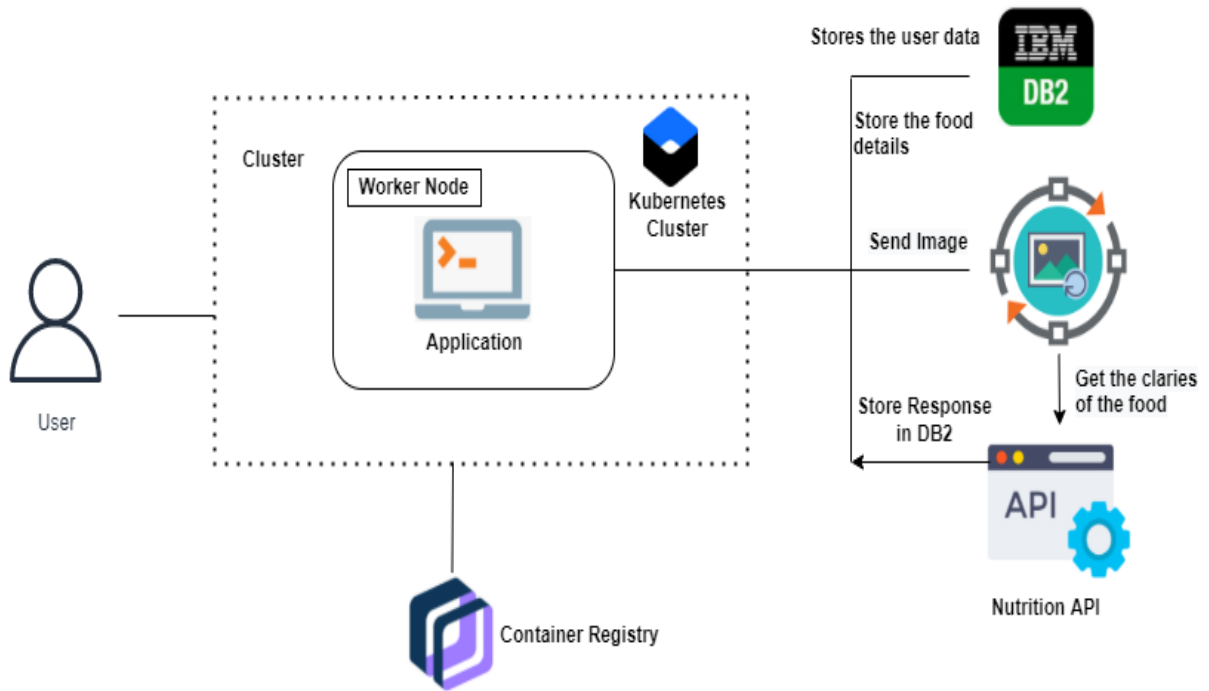 Stores the user data
IBM
DB2
Store the food
details
Cluster
Worker Node
Kubernetes
Cluster
Send Image
Application
User
Get the claries
of the food
Store Response
in DB2
API
Nutrition API
Container Registry